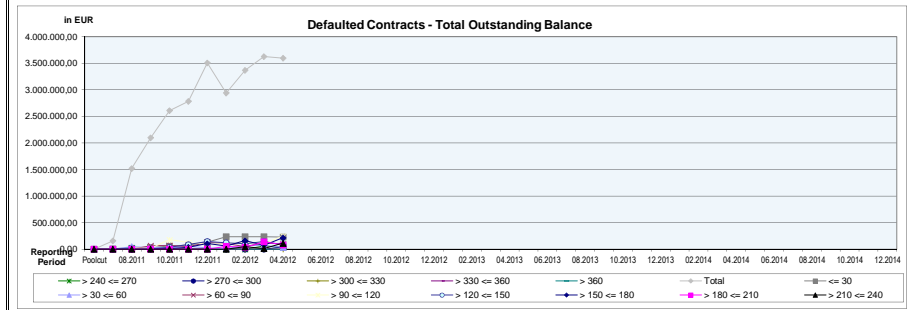 in EUR
Defaulted Contracts - Total Outstanding Balance
4.000.000,00
3.500.000,00
3.000.000,00
2.500.000,00
2.000.000,00
1.500.000,00
1.000.000,00
500.000,00
0,00
Reporting Period
Poolcut 08.2011 10.2011 12.2011 02.2012 04.2012 06.2012 08.2012 10.2012 12.2012 02.2013 04.2013 06.2013 08.2013 10.2013 12.2013 02.2014 04.2014 06.2014 08.2014 10.2014 12.2014
> 240 <= 270 > 270 <= 300 > 300 <= 330 > 330 <= 360 > 360 Total <= 30
> 30 <= 60 > 60 <= 90 > 90 <= 120 > 120 <= 150 > 150 <= 180 > 180 <= 210 > 210 <= 240